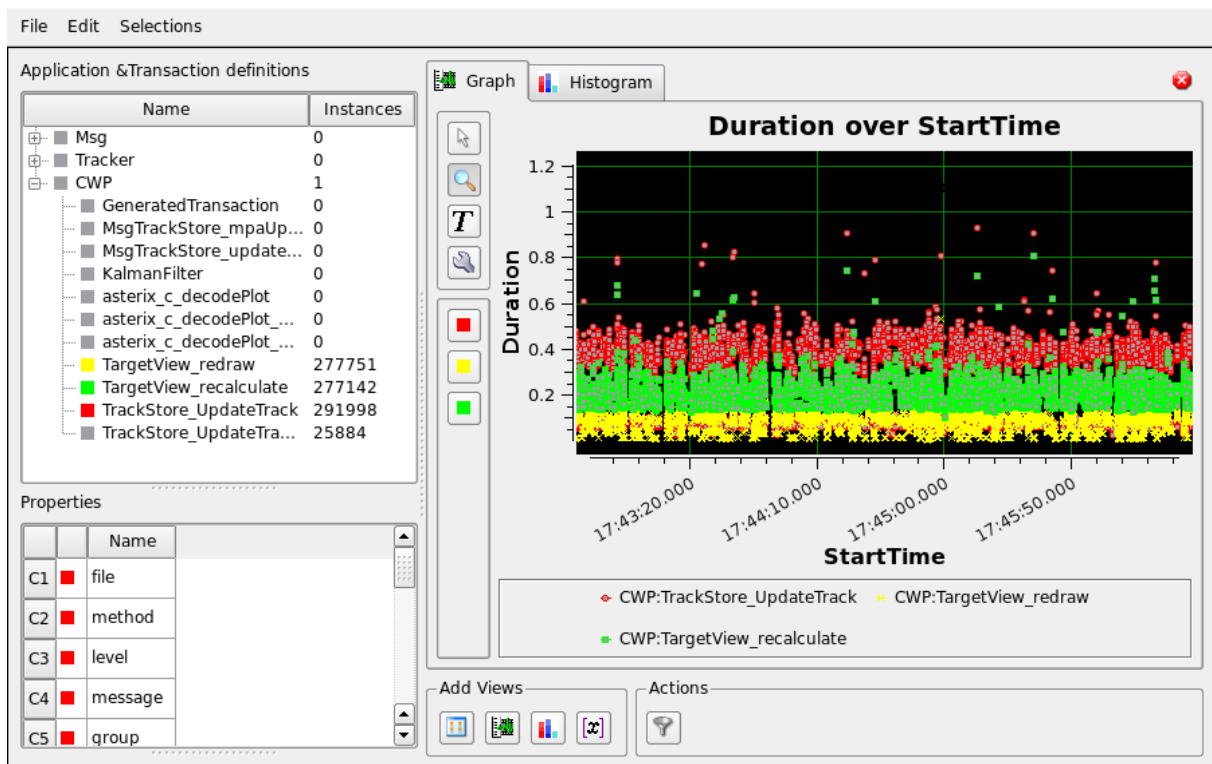 File Edit Selections
Application &Transaction definitions
Name Instances
Msg 0
Tracker 0
CWP 1
GeneratedTransaction 0
MsgTrackStore_mpaUp... 0
MsgTrackStore_update... 0
KalmanFilter 0
asterix_c_decodePlot 0
asterix_c_decodePlot_... 0
asterix_c_decodePlot_... 0
TargetView_redraw 277751
TargetView_recalculate 277142
TrackStore_UpdateTrack 291998
TrackStore_UpdateTra... 25884
Properties
Name
C1 file
C2 method
C3 level
C4 message
C5 group
Graph Histogram
T
Duration over StartTime
Duration
1.2
1
0.8
0.6
0.4
0.2
17:43:20.000 17:44:10.000 17:45:00.000 17:45:50.000
StartTime
CWP:TrackStore_UpdateTrack CWP:TargetView_redraw
CWP:TargetView_recalculate
Add Views Actions
[x]